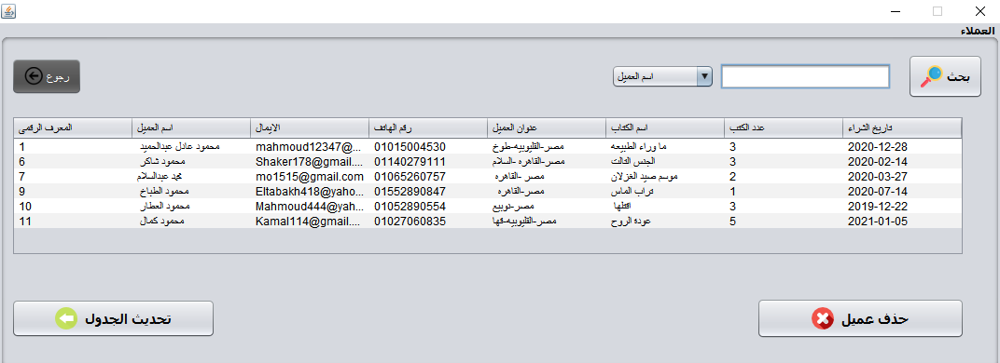 العملاء
رجوع
اسم العميل
بحث
المعرف الرقمى اسم العميل الايمال رقم الهاتف عنوان العميل اسم الكتاب عدد الكتب تاريخ الشراء
1 محمود عادل عبدالحميد mahmoud12347@... 01015004530 مصر-القليوبيه-طوخ ما وراء الطبيعه 3 2020-12-28
6 محمود شاكر Shaker178@gmail.... 01140279111 مصر-القاهره -السلام الجنس الثالث 3 2020-02-14
7 محمد عبدالسلام mo1515@gmail.com 01065260757 مصر -القاهره موسم صيد الغزلان 2 2020-03-27
9 محمود الطباخ Eltabakh418@yaho... 01552890847 مصر-القاهره تراب الماس 1 2020-07-14
10 محمود العطار Mahmoud444@yah... 01052890554 مصر-نوبيع اقتلها 3 2019-12-22
11 محمود كمال Kamal114@gmail.... 01027060835 مصر-القليوبيه-قها عودة الروح 5 2021-01-05
تحديث الجدول
حذف عميل